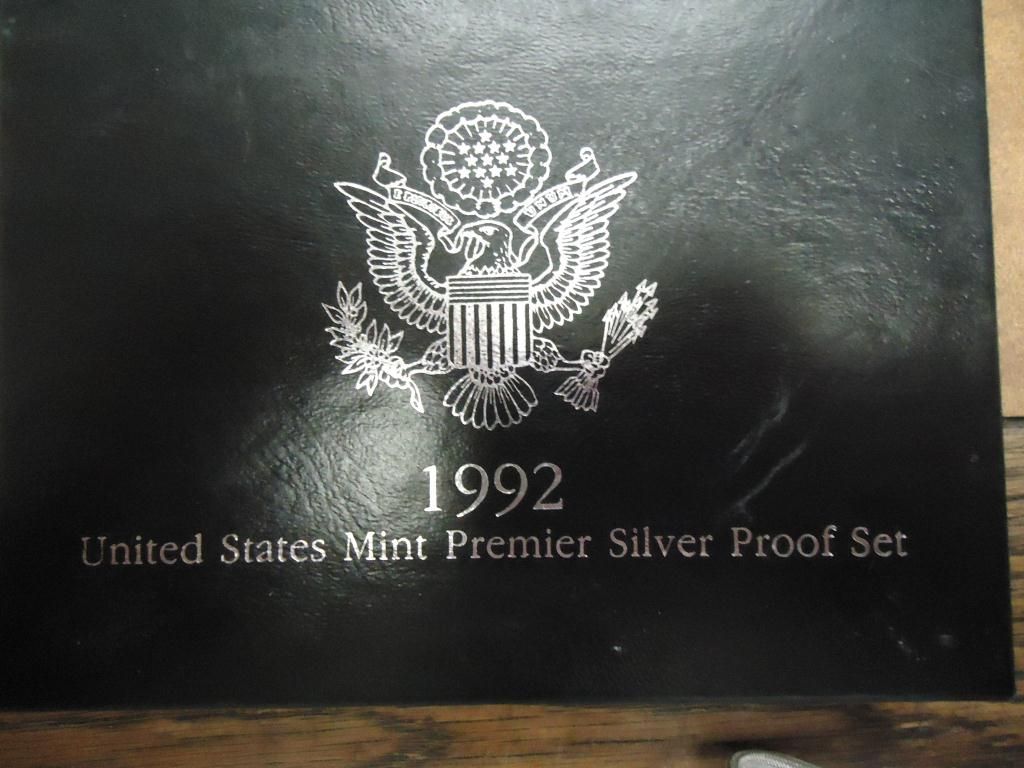 1992
United States Mint Premier Silver Proof Set